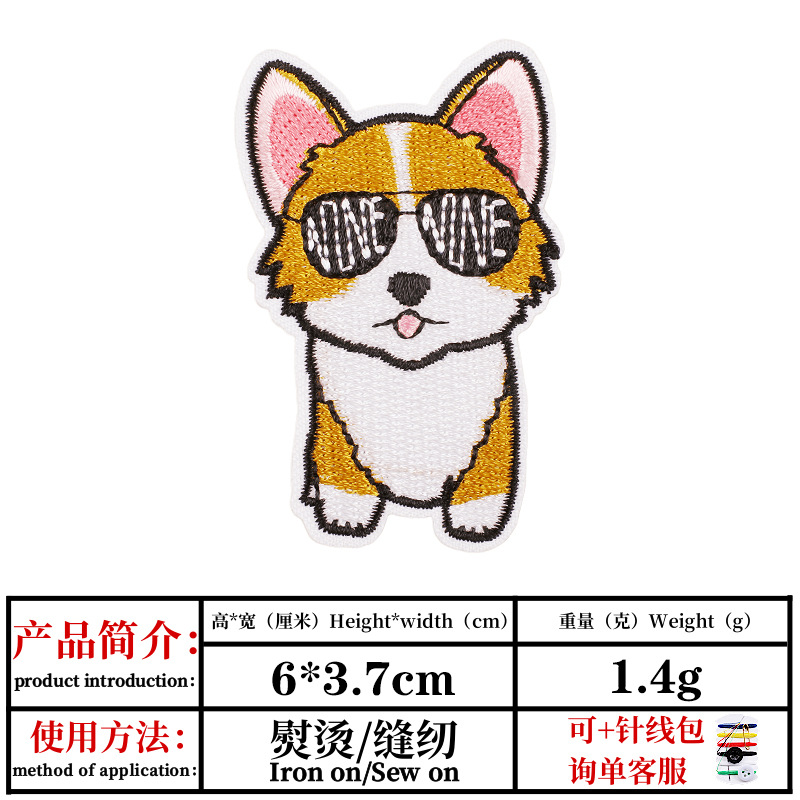 NONE NONE
产品简介：
product introduction:
高*宽（厘米）Height*width（cm）
重量（克）Weight（g）
6*3.7cm
1.4g
使用方法：
method of application:
熨烫/缝纫
Iron on/Sew on
可+针线包
询单客服